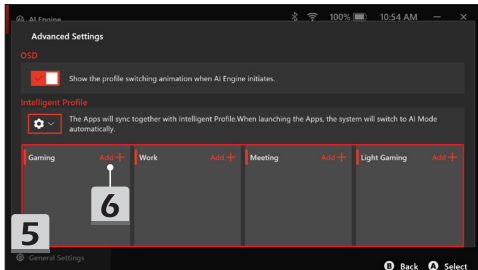 AI Engine
100%
10:54 AM
Advanced Settings
OSD
Show the profile switching animation when AI Engine initiates.
Intelligent Profile
The Apps will sync together with Intelligent Profile.When launching the Apps, the system will switch to AI Mode
automatically.
Gaming Add
Work Add
Meeting Add
Light Gaming Add
6
5
General Settings
B Back A Select